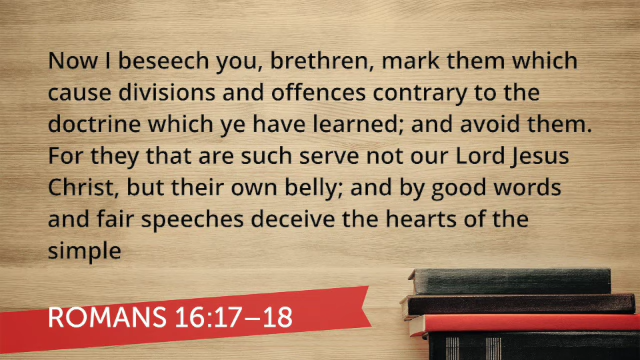 Now I beseech you, brethren, mark them which
cause divisions and offences contrary to the
doctrine which ye have learned; and avoid them.
For they that are such serve not our Lord Jesus
Christ, but their own belly; and by good words
and fair speeches deceive the hearts of the
simple
ROMANS 16:17–18